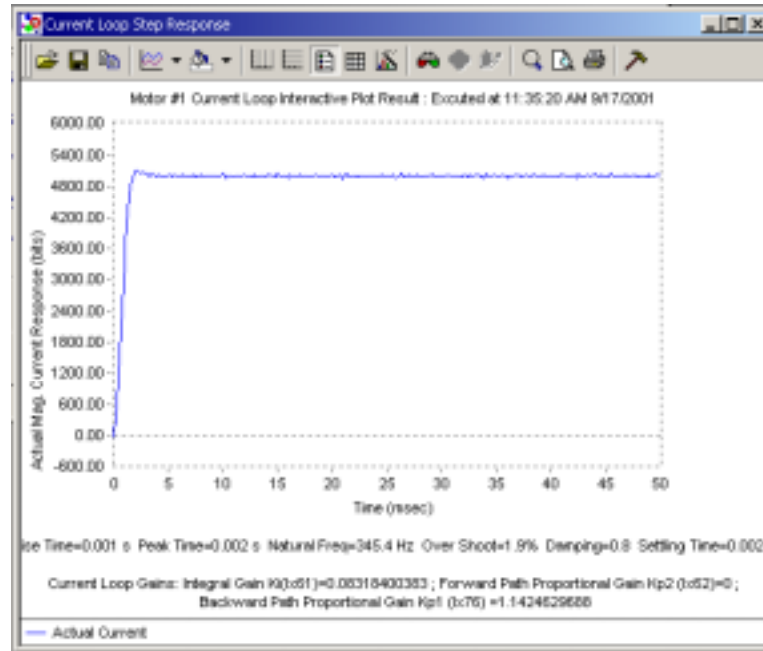 Current Loop Step Response
Motor #1 Current Loop Interactive Plot Result : Excuted at 11:35:20 AM 9/17/2001
6000.00
5400.00
4800.00
4200.00
3600.00
3000.00
2400.00
1800.00
1200.00
600.00
0.00
-600.00
Actual Mag. Current Response (bits)
0 5 10 15 20 25 30 35 40 45 50
Time (msec)
ise Time=0.001 s Peak Time=0.002 s Natural Freq=345.4 Hz Over Shoot=1.9% Damping=0.8 Settling Time=0.002
Current Loop Gains: Integral Gain Ki(Ix61)=0.08318400383 ; Forward Path Proportional Gain Kp2 (Ix62)=0 ;
Backward Path Proportional Gain Kp1 (Ix76) =1.1424629688
Actual Current